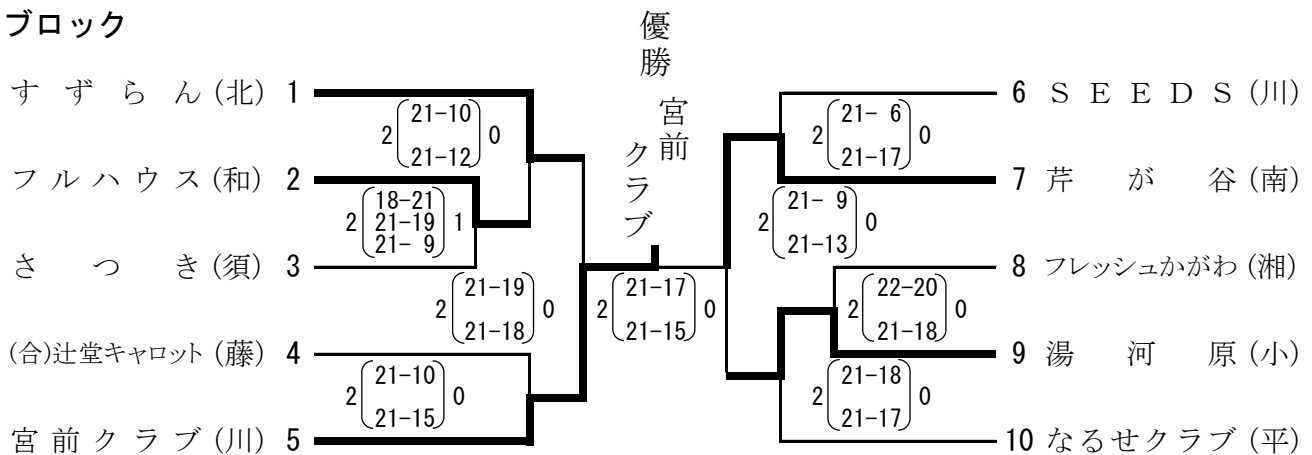 ブロック
優勝
宮前クラブ
すずらん(北) 1
2 21-10 0
21-12
フルハウス(和) 2
18-21
2 21-19 1
21- 9
さつき(須) 3
2 21-19 0
21-18
(合)辻堂キャロット(藤) 4
2 21-10 0
21-15
宮前クラブ(川) 5
2 21-17 0
21-15
6 SEEDS(川)
2 21- 6 0
21-17
7 芹が谷(南)
2 21- 9 0
21-13
8 フレッシュかがわ(湘)
2 22-20 0
21-18
9 湯河原(小)
2 21-18 0
21-17
10 なるせクラブ(平)